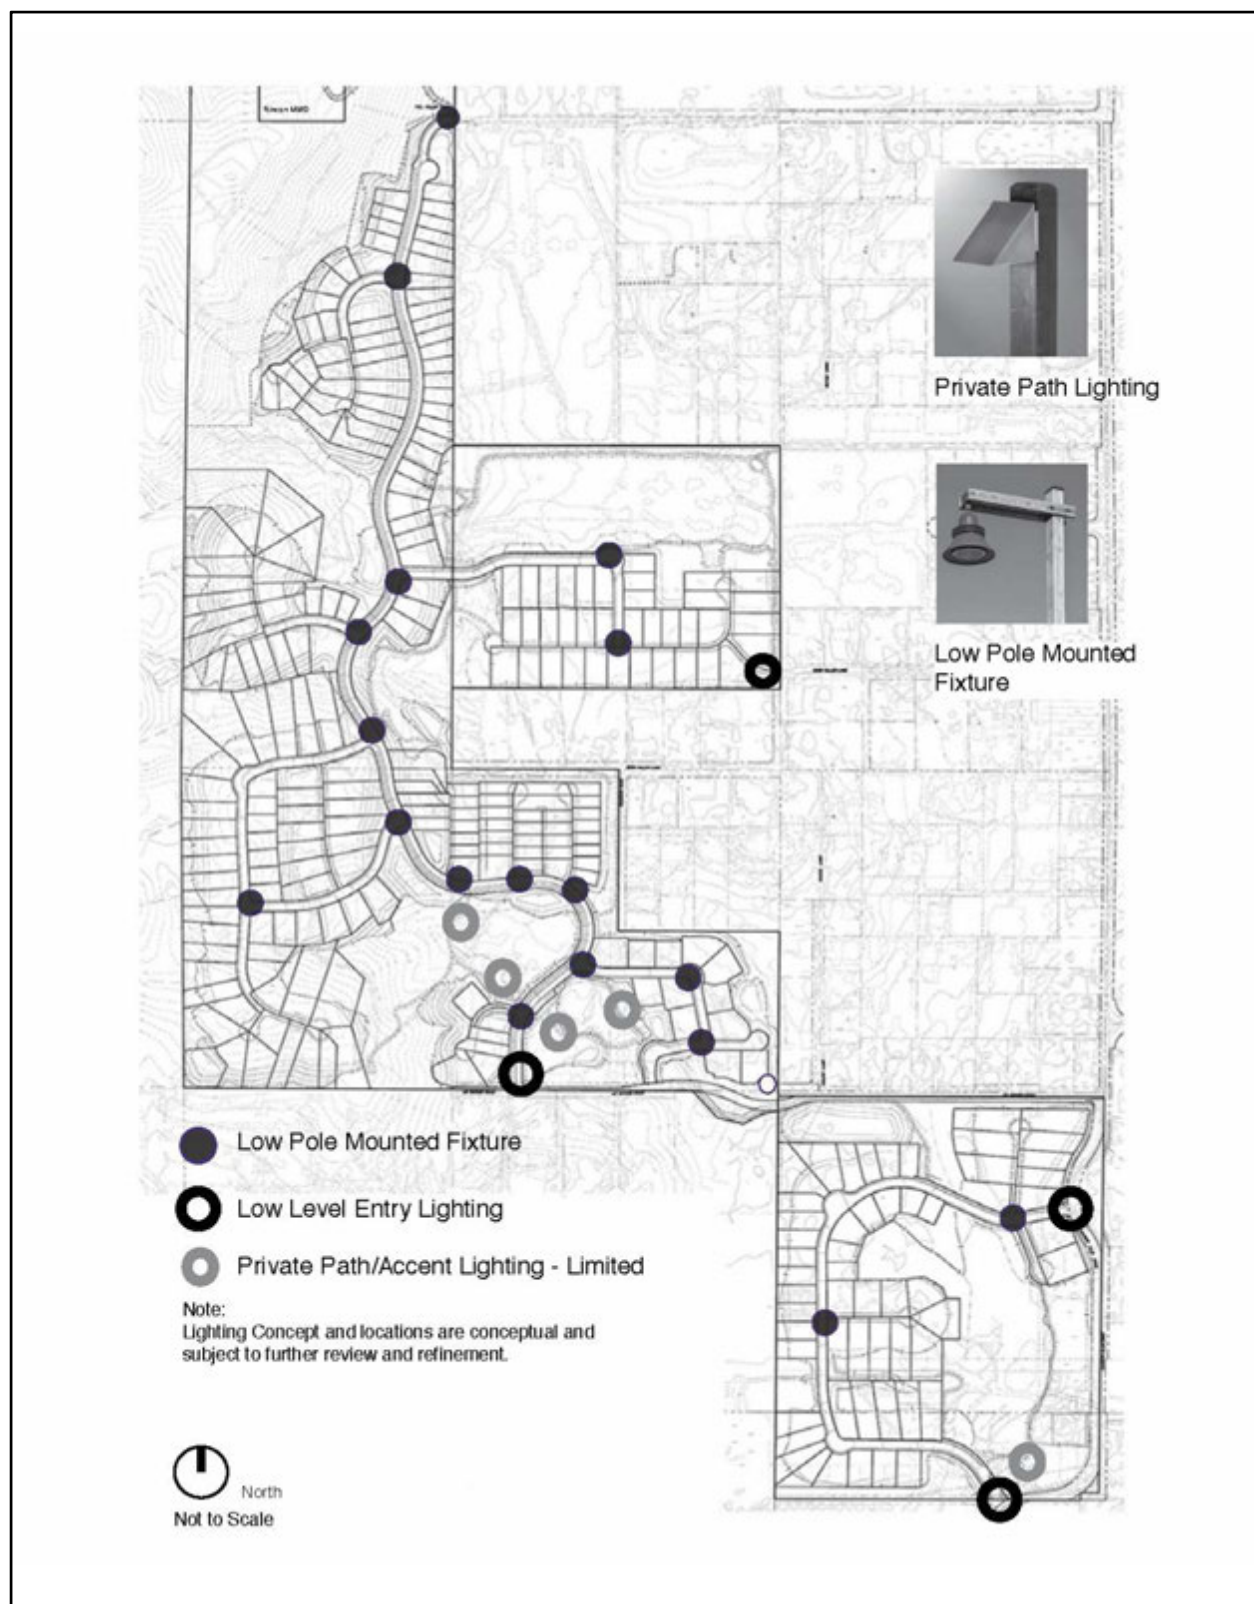 Rincon MWD
Private Path Lighting
Low Pole Mounted
Fixture
Low Pole Mounted Fixture
Low Level Entry Lighting
Private Path/Accent Lighting - Limited
Note:
Lighting Concept and locations are conceptual and
subject to further review and refinement.
North
Not to Scale